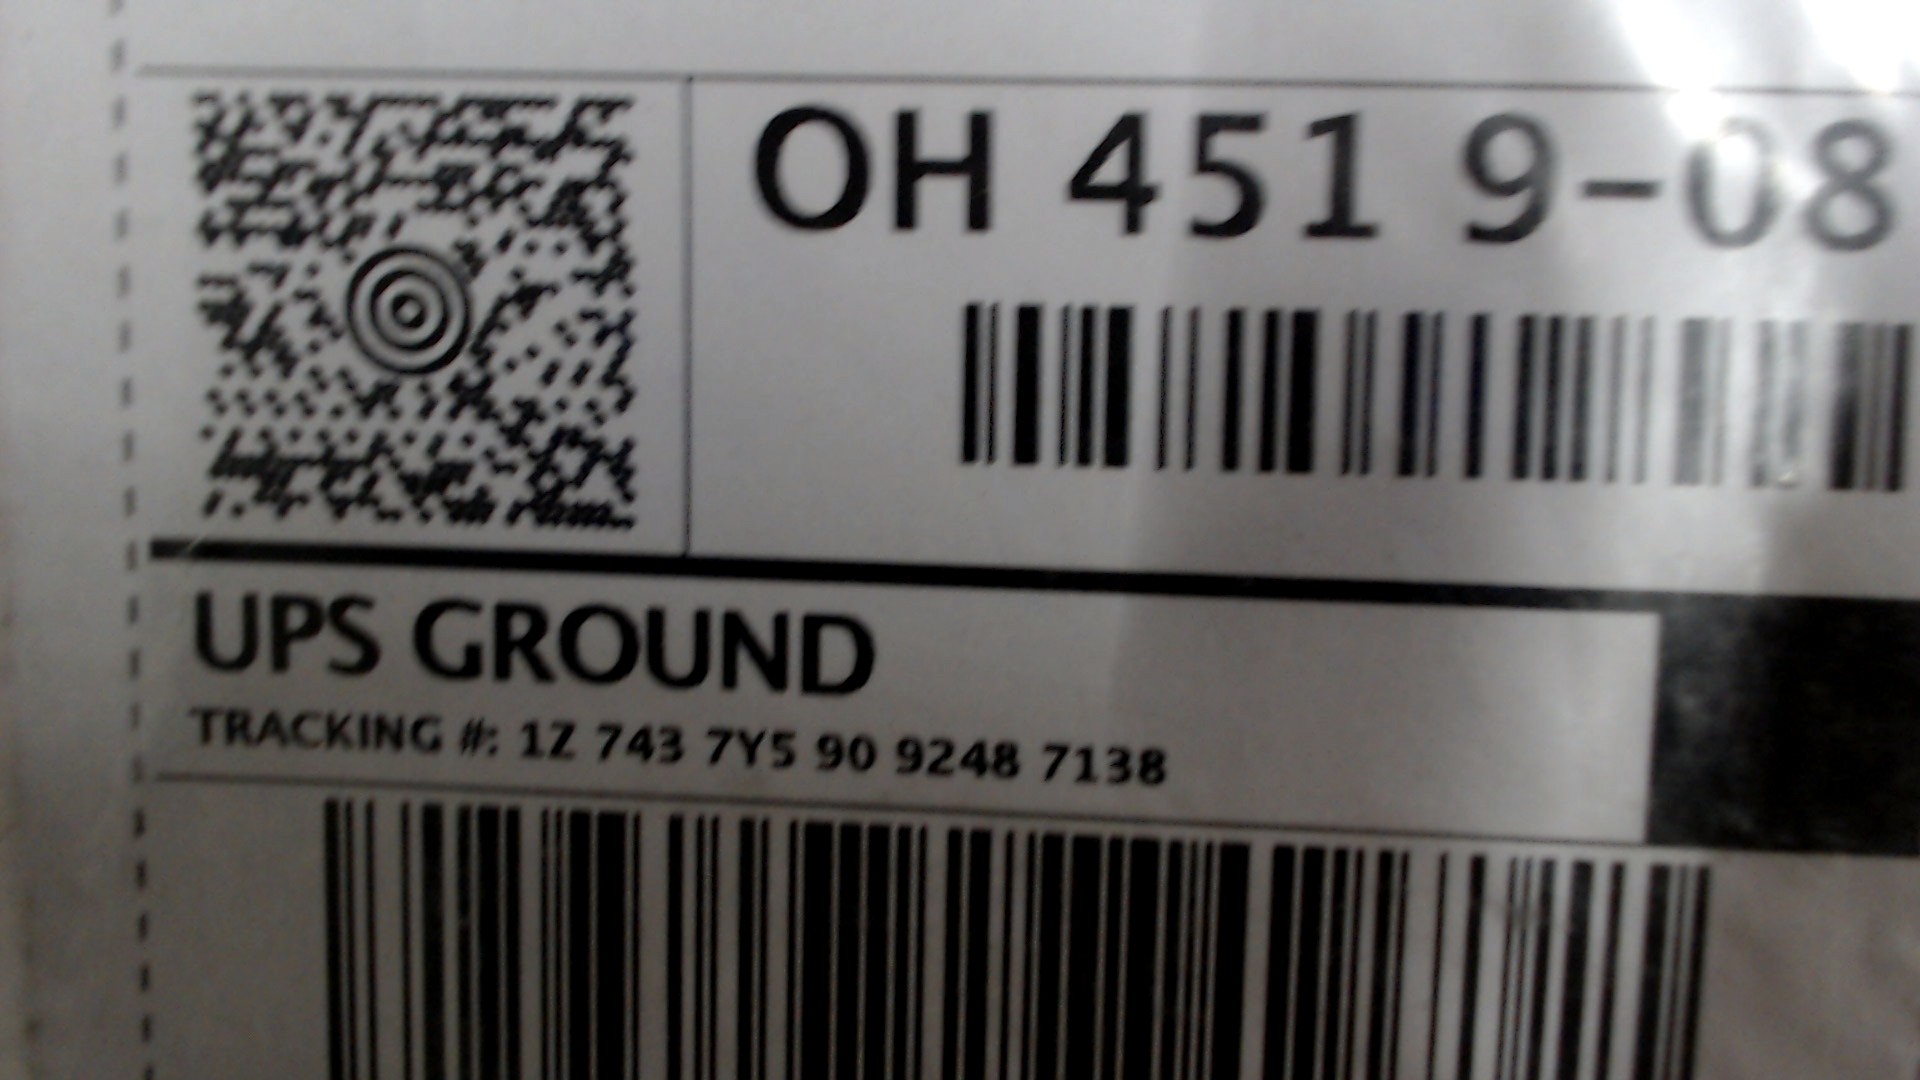 OH 451 9-08
UPS GROUND
TRACKING #: 1Z 743 7Y5 90 9248 7138